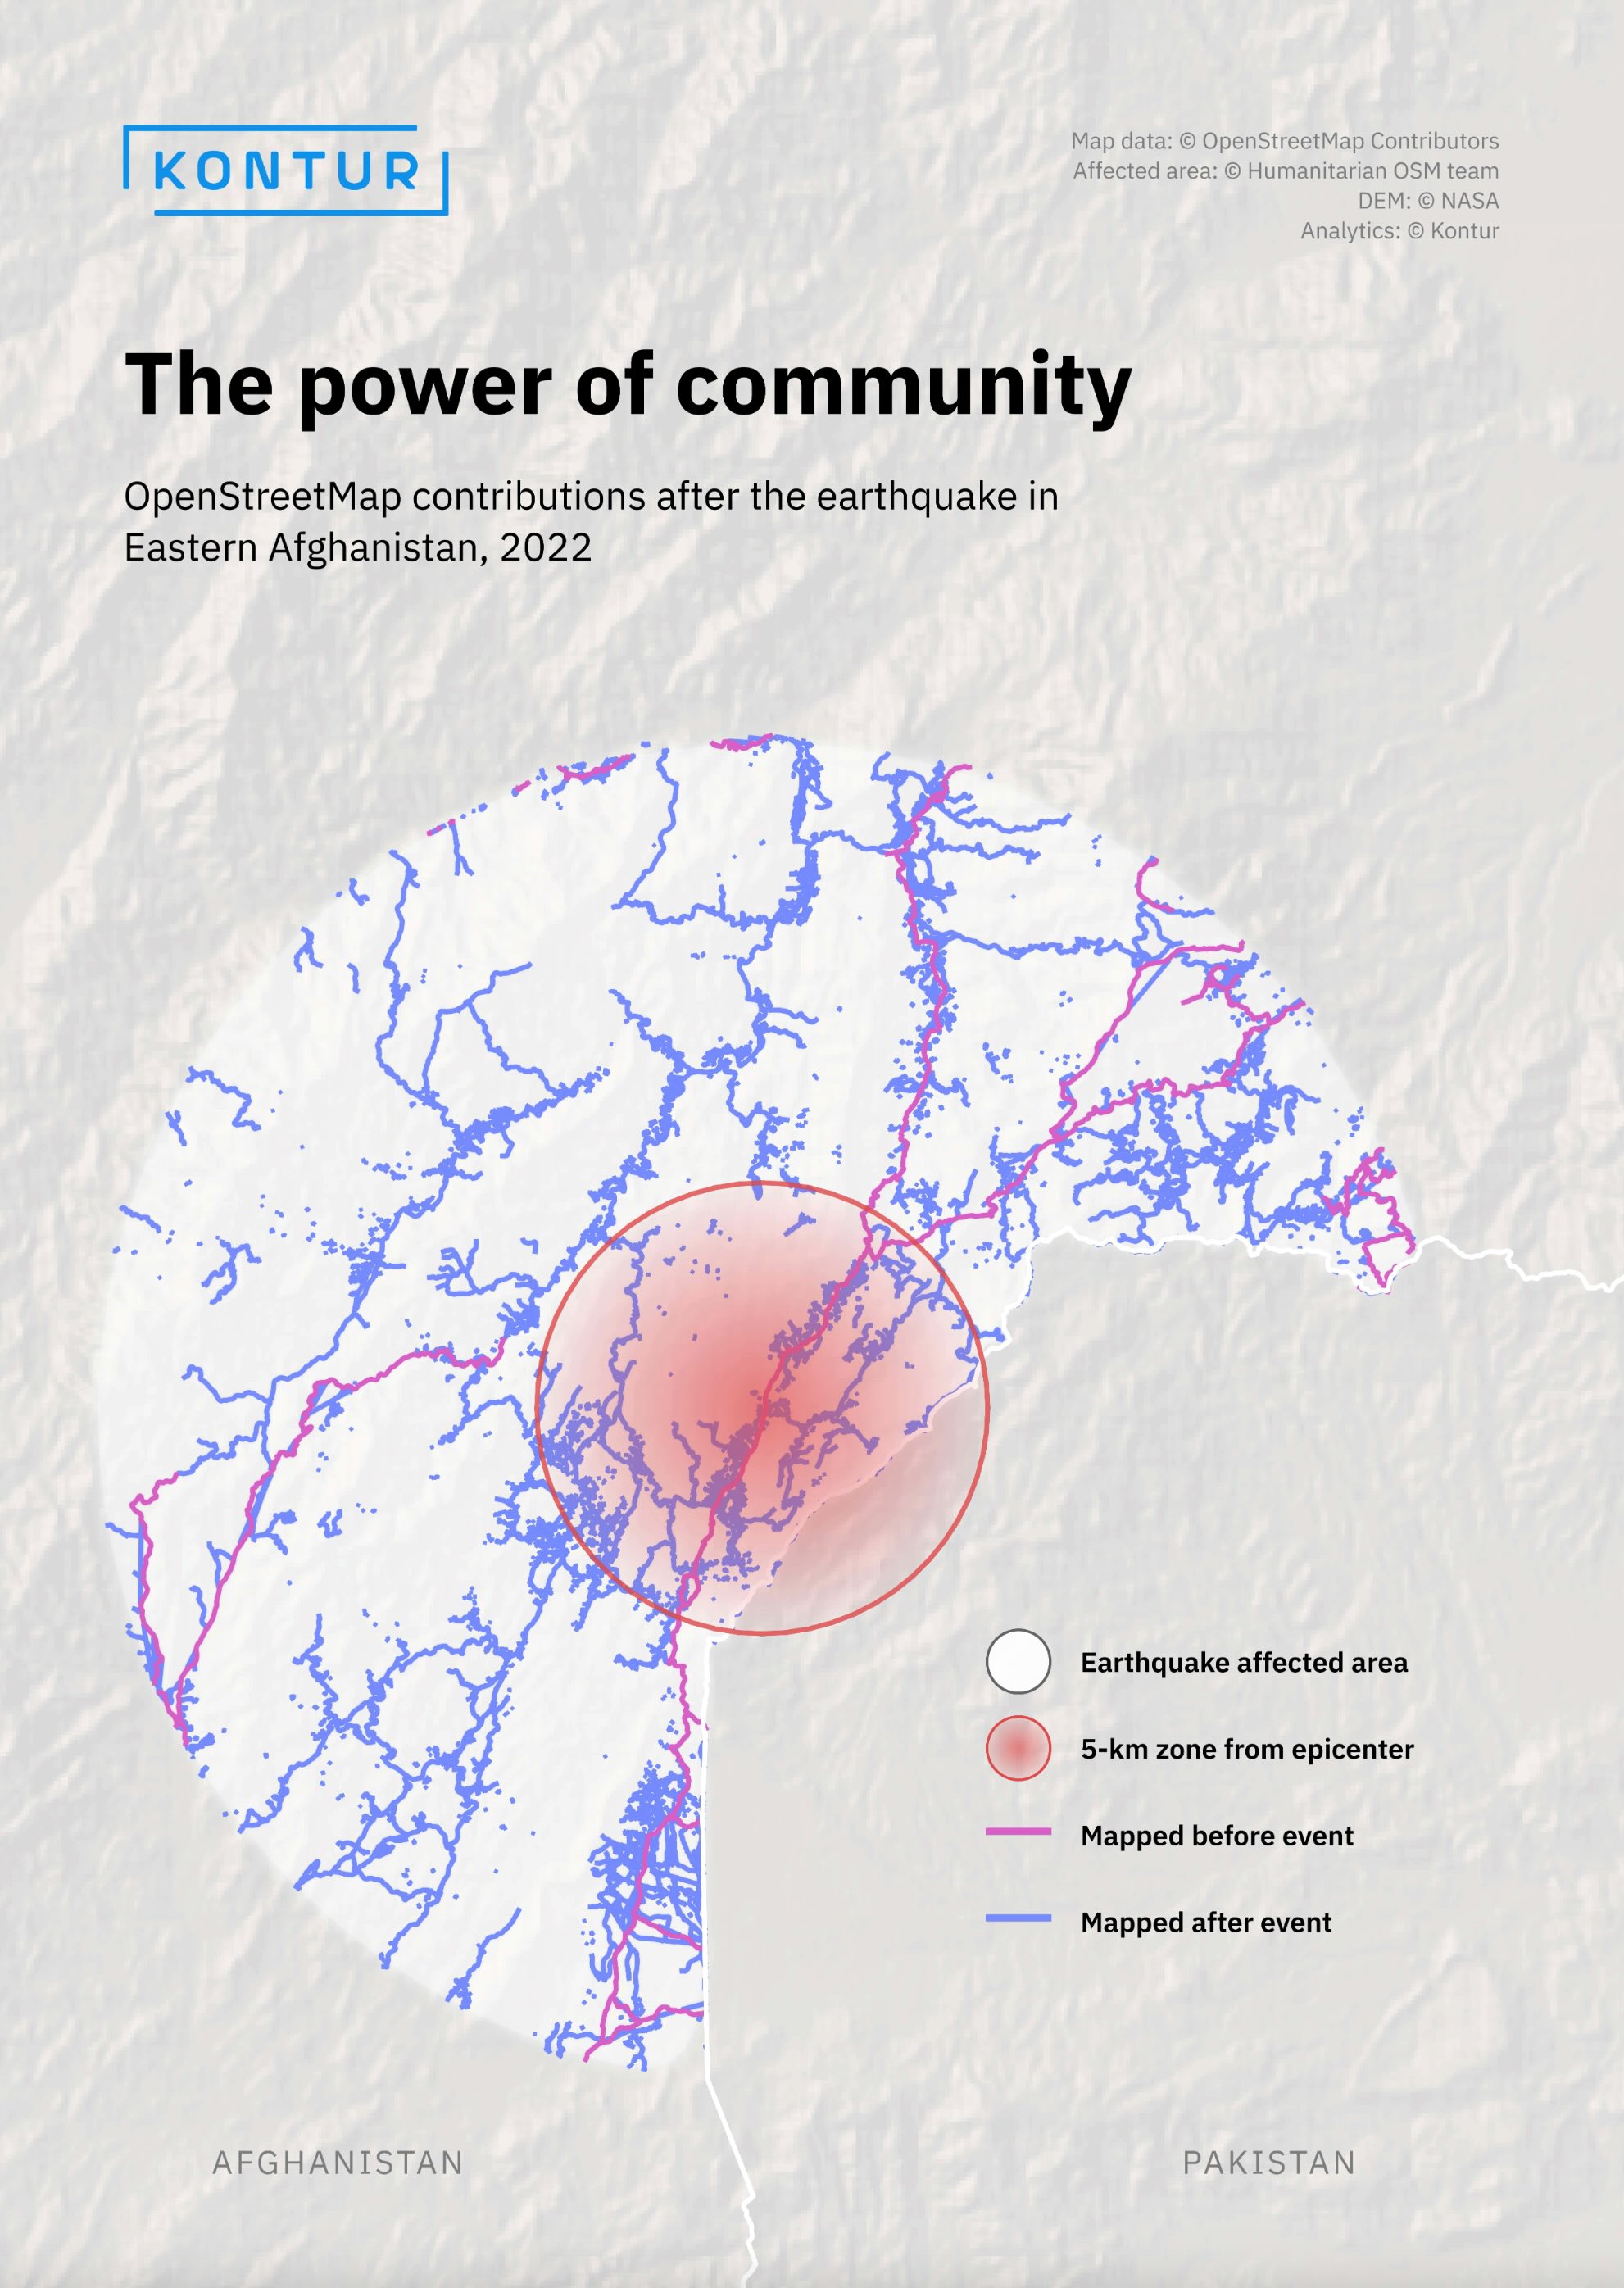 KONTUR
Map data: © OpenStreetMap Contributors
Affected area: © Humanitarian OSM team
DEM: © NASA
Analytics: © Kontur
The power of community
OpenStreetMap contributions after the earthquake in
Eastern Afghanistan, 2022
Earthquake affected area
5-km zone from epicenter
Mapped before event
Mapped after event
AFGHANISTAN
PAKISTAN